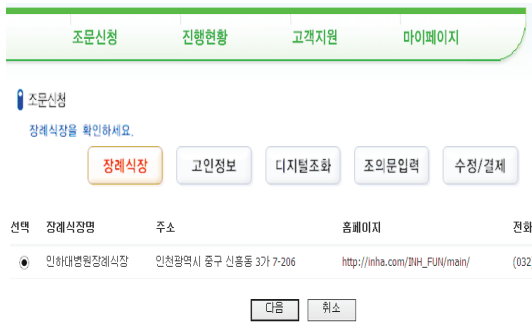 조문신청 진행현황 고객지원 마이페이지
조문신청
장례식장을 확인하세요.
장례식장 고인정보 디지털조화 조의문입력 수정/결제
선택 장례식장명 주소 홈페이지 전화
인하대병원장례식장 인천광역시 중구 신흥동 3가 7-206 http://inha.com/INH_FUN/main/ (032
다음 취소